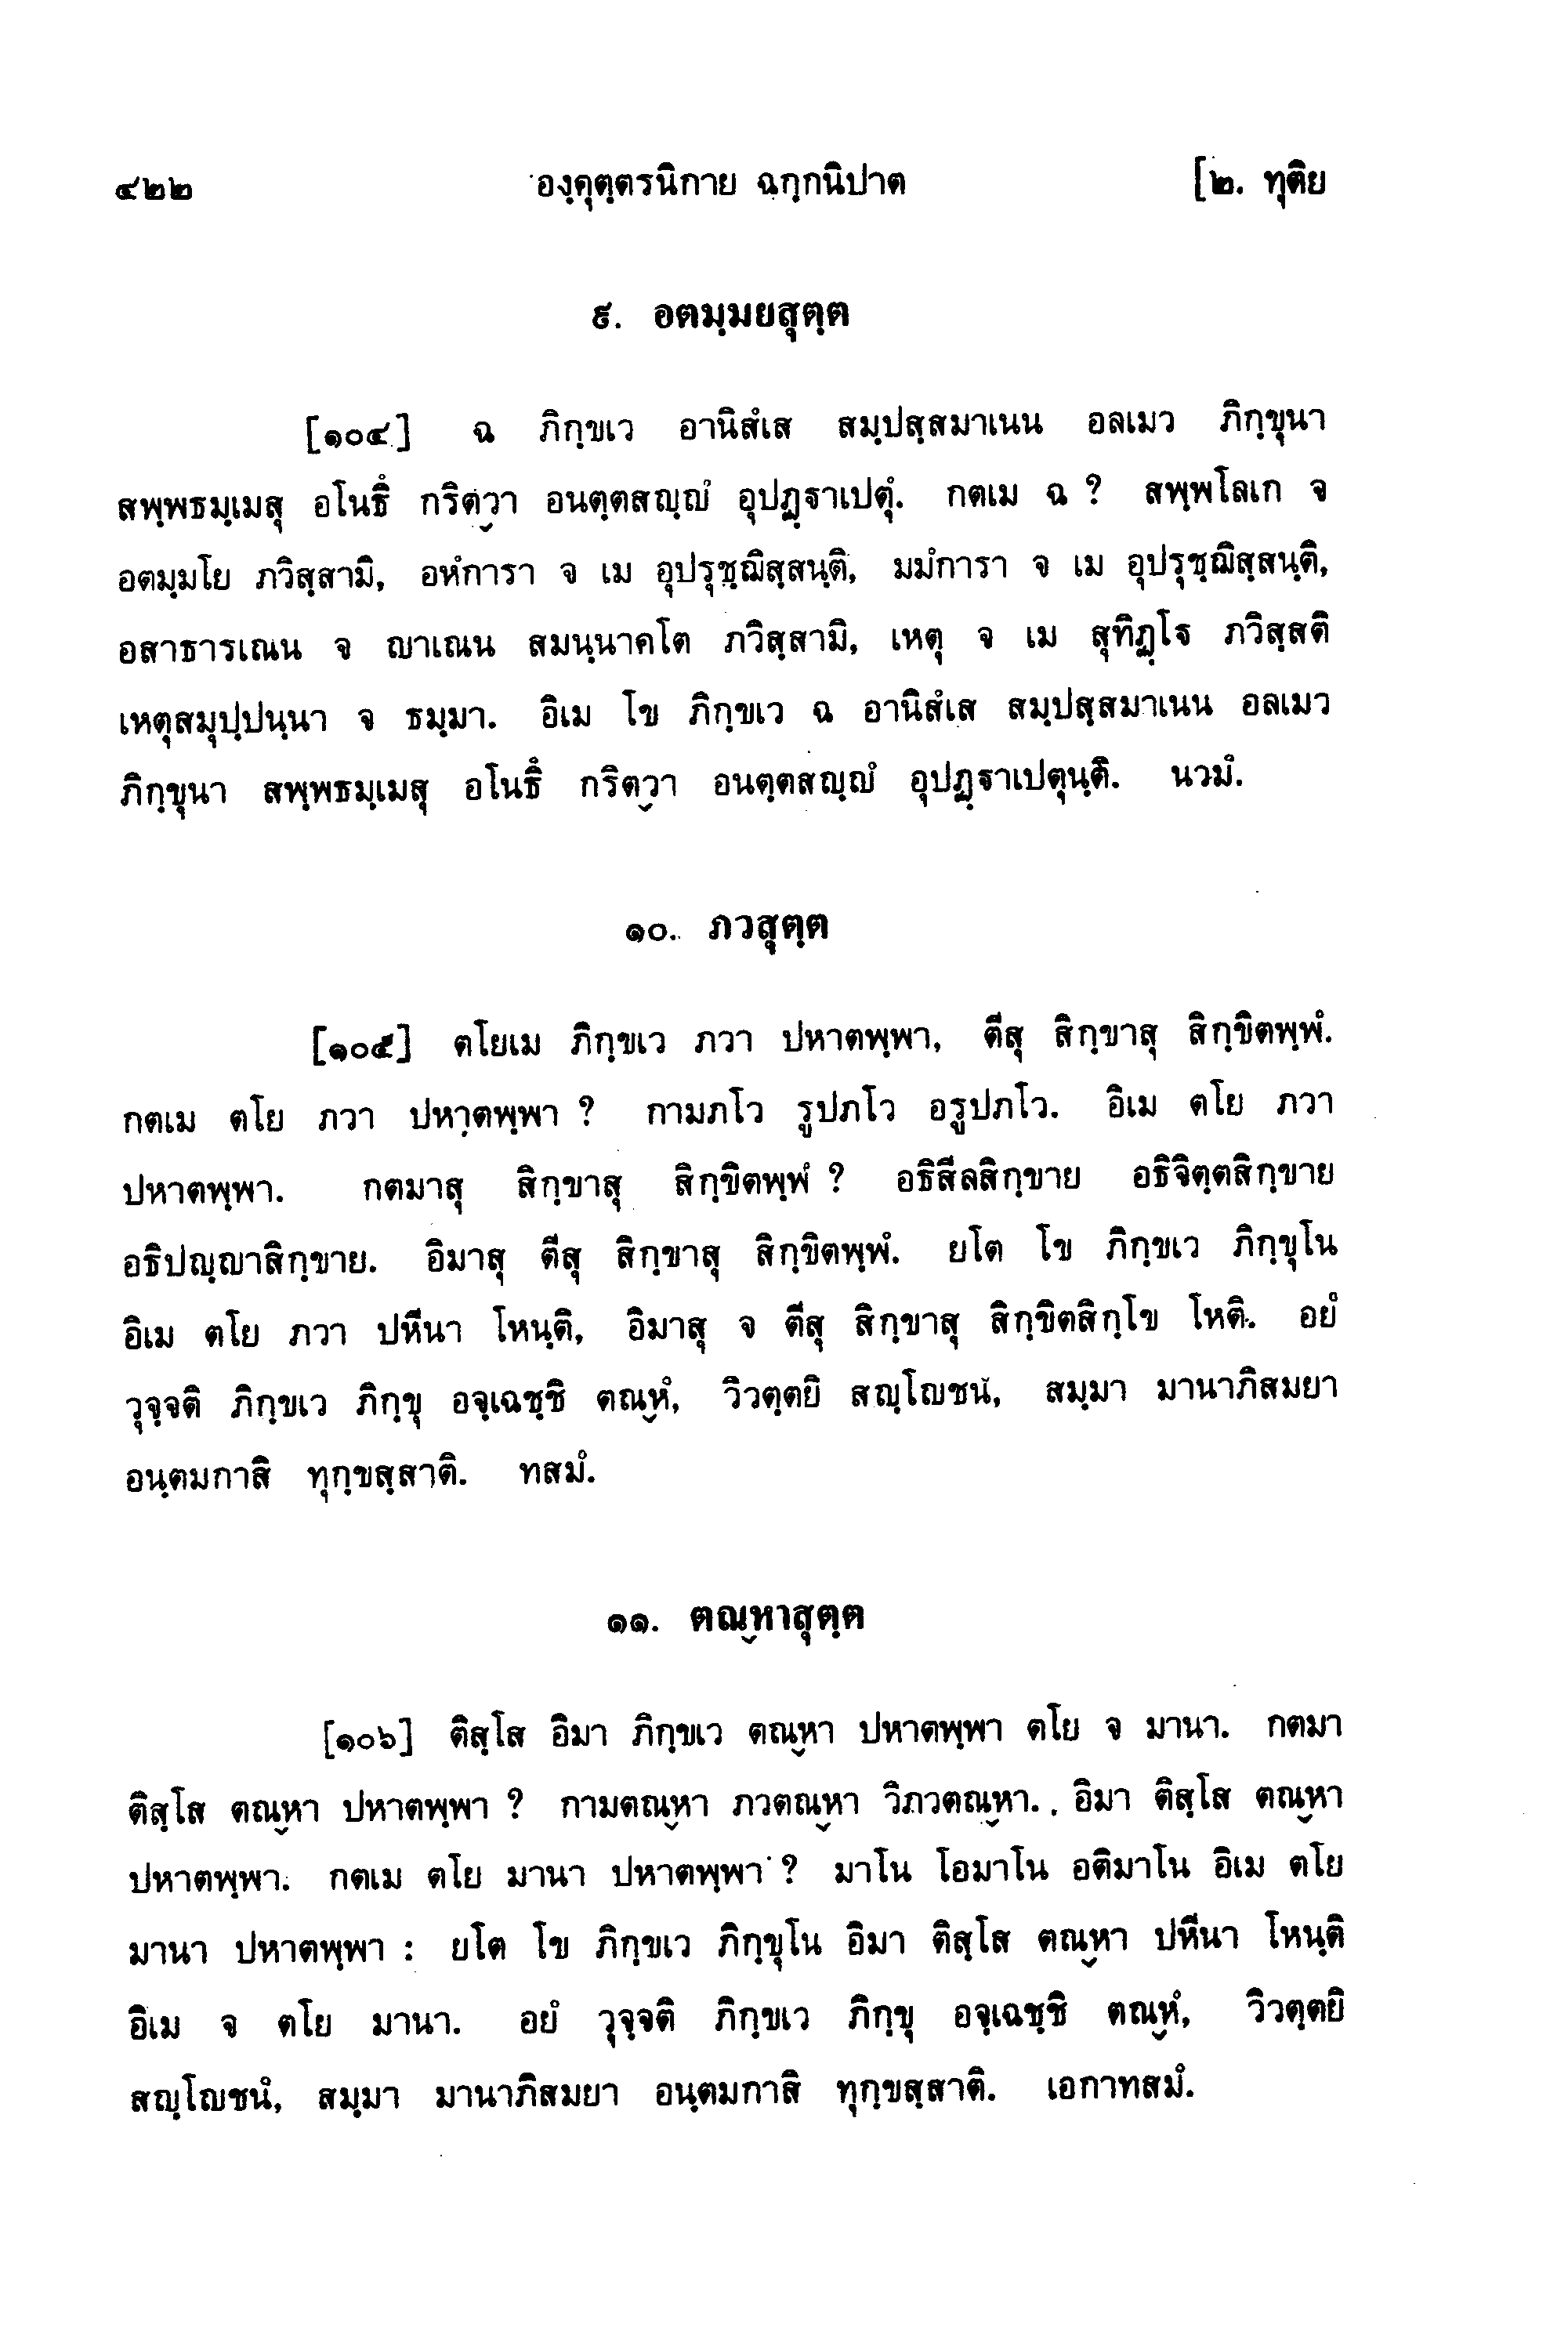 ๔๒๒ องฺคุตฺตรนิกาย ฉกฺกนิปาต [๒. ทุติย
๙. อตมฺมยสุตฺต
[๑๐๔] ฉ ภิกฺขเว อานิสํเส สมฺปสฺสมาเนน อลเมว ภิกฺขุนา
สพฺพธมฺเมสุ อโนธึ กริตฺวา อนตฺตสญฺญํ อุปฏฺฐาเปตุํ. กตเม ฉ ? สพฺพโลเก จ
อตมฺมโย ภวิสฺสามิ, อหํการา จ เม อุปรุชฺฌิสฺสนฺติ, มมํการา จ เม อุปรุชฺฌิสฺสนฺติ,
อสาธารเณน จ ญาเณน สมนฺนาคโต ภวิสฺสามิ, เหตุ จ เม สุทิฏฺโฐ ภวิสฺสติ
เหตุสมุปฺปนฺนา จ ธมฺมา. อิเม โข ภิกฺขเว ฉ อานิสํเส สมฺปสฺสมาเนน อลเมว
ภิกฺขุนา สพฺพธมฺเมสุ อโนธึ กริตฺวา อนตฺตสญฺญํ อุปฏฺฐาเปตุนฺติ. นวมํ.
๑๐. ภวสุตฺต
[๑๐๕] ตโยเม ภิกฺขเว ภวา ปหาตพฺพา, ตีสุ สิกฺขาสุ สิกฺขิตพฺพํ.
กตเม ตโย ภวา ปหาตพฺพา ? กามภโว รูปภโว อรูปภโว. อิเม ตโย ภวา
ปหาตพฺพา. กตมาสุ สิกฺขาสุ สิกฺขิตพฺพํ ? อธิสีลสิกฺขาย อธิจิตฺตสิกฺขาย
อธิปญฺญาสิกฺขาย. อิมาสุ ตีสุ สิกฺขาสุ สิกฺขิตพฺพํ. ยโต โข ภิกฺขเว ภิกฺขุโน
อิเม ตโย ภวา ปหีนา โหนฺติ, อิมาสุ จ ตีสุ สิกฺขาสุ สิกฺขิตสิกฺโข โหติ. อยํ
วุจฺจติ ภิกฺขเว ภิกฺขุ อจฺเฉชฺชิ ตณฺหํ, วิวตฺตยิ สญฺโญชนํ, สมฺมา มานาภิสมยา
อนฺตมกาสิ ทุกฺขสฺสาติ. ทสมํ.
๑๑. ตณฺหาสุตฺต
[๑๐๖] ติสฺโส อิมา ภิกฺขเว ตณฺหา ปหาตพฺพา ตโย จ มานา. กตมา
ติสฺโส ตณฺหา ปหาตพฺพา ? กามตณฺหา ภวตณฺหา วิภวตณฺหา. อิมา ติสฺโส ตณฺหา
ปหาตพฺพา. กตเม ตโย มานา ปหาตพฺพา ? มาโน โอมาโน อติมาโน อิเม ตโย
มานา ปหาตพฺพา : ยโต โข ภิกฺขเว ภิกฺขุโน อิมา ติสฺโส ตณฺหา ปหีนา โหนฺติ
อิเม จ ตโย มานา. อยํ วุจฺจติ ภิกฺขเว ภิกฺขุ อจฺเฉชฺชิ ตณฺหํ, วิวตฺตยิ
สญฺโญชนํ, สมฺมา มานาภิสมยา อนฺตมกาสิ ทุกฺขสฺสาติ. เอกาทสมํ.